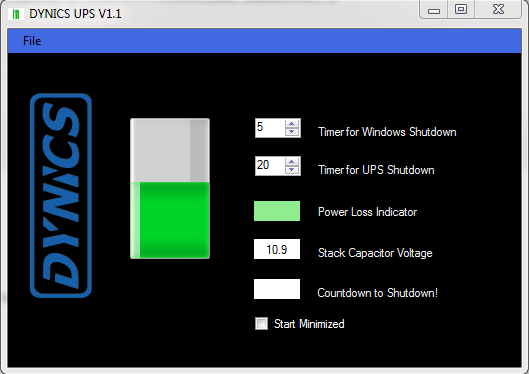 DYNICS UPS V1.1
File
DYNICS
5
Timer for Windows Shutdown
20
Timer for UPS Shutdown
Power Loss Indicator
10.9
Stack Capacitor Voltage
Countdown to Shutdown!
Start Minimized